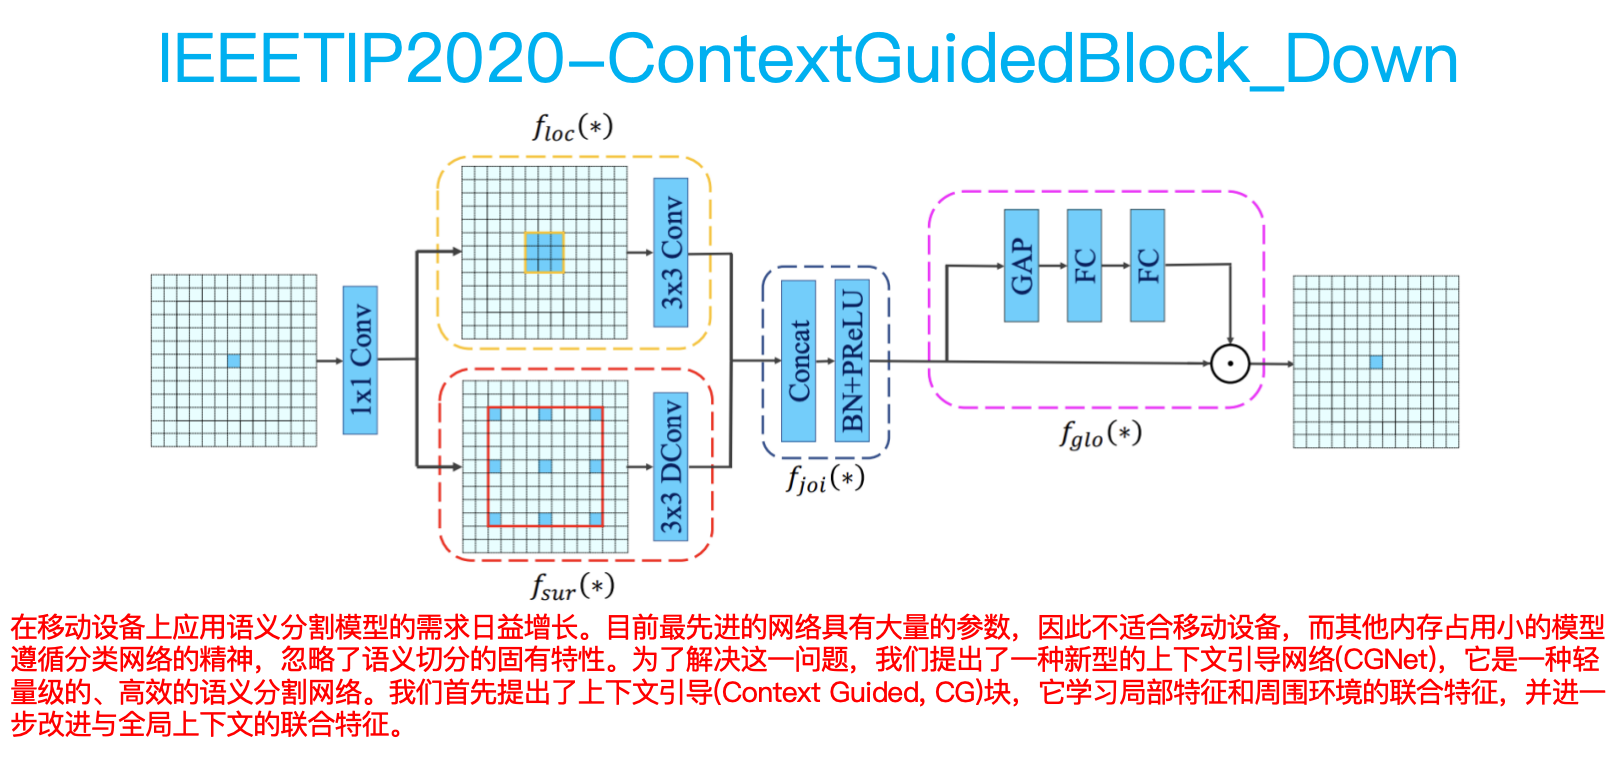 IEEETIP2020-ContextGuidedBlock_Down
f_loc(*)
3x3 Conv
1x1 Conv
3x3 DConv
f_sur(*)
Concat
BN+PReLU
f_joi(*)
GAP
FC
FC
f_glo(*)
在移动设备上应用语义分割模型的需求日益增长。目前最先进的网络具有大量的参数，因此不适合移动设备，而其他内存占用小的模型
遵循分类网络的精神，忽略了语义切分的固有特性。为了解决这一问题，我们提出了一种新型的上下文引导网络(CGNet)，它是一种轻
量级的、高效的语义分割网络。我们首先提出了上下文引导(Context Guided, CG)块，它学习局部特征和周围环境的联合特征，并进一
步改进与全局上下文的联合特征。